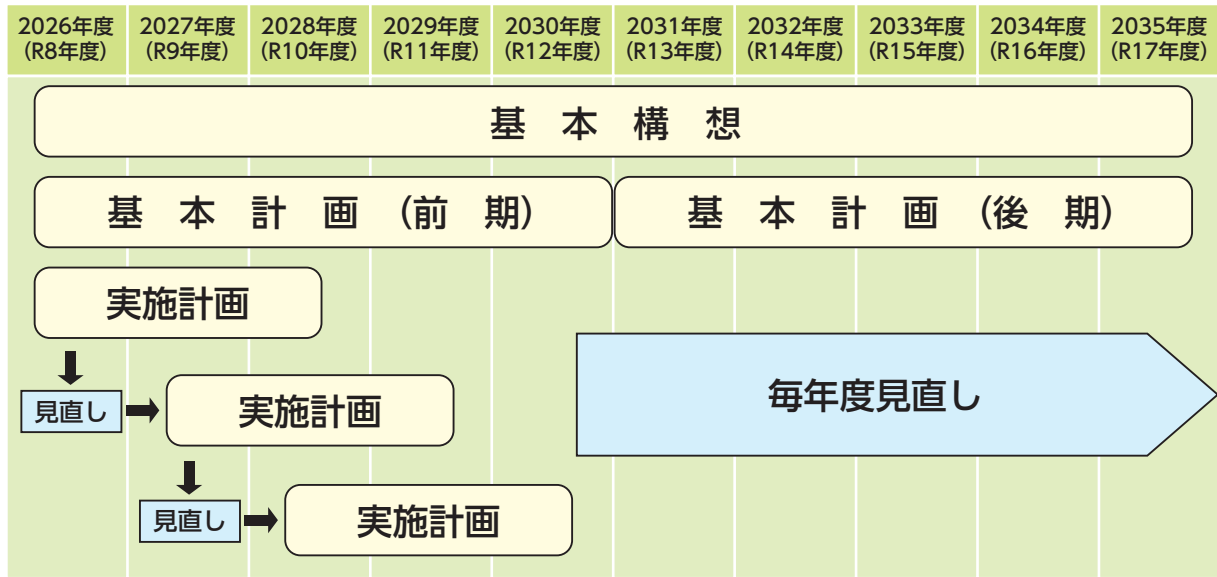 2026年度 2027年度 2028年度 2029年度 2030年度 2031年度 2032年度 2033年度 2034年度 2035年度
(R8年度) (R9年度) (R10年度) (R11年度) (R12年度) (R13年度) (R14年度) (R15年度) (R16年度) (R17年度)
基本構想
基本計画(前期) 基本計画(後期)
実施計画
見直し 実施計画 毎年度見直し
見直し 実施計画